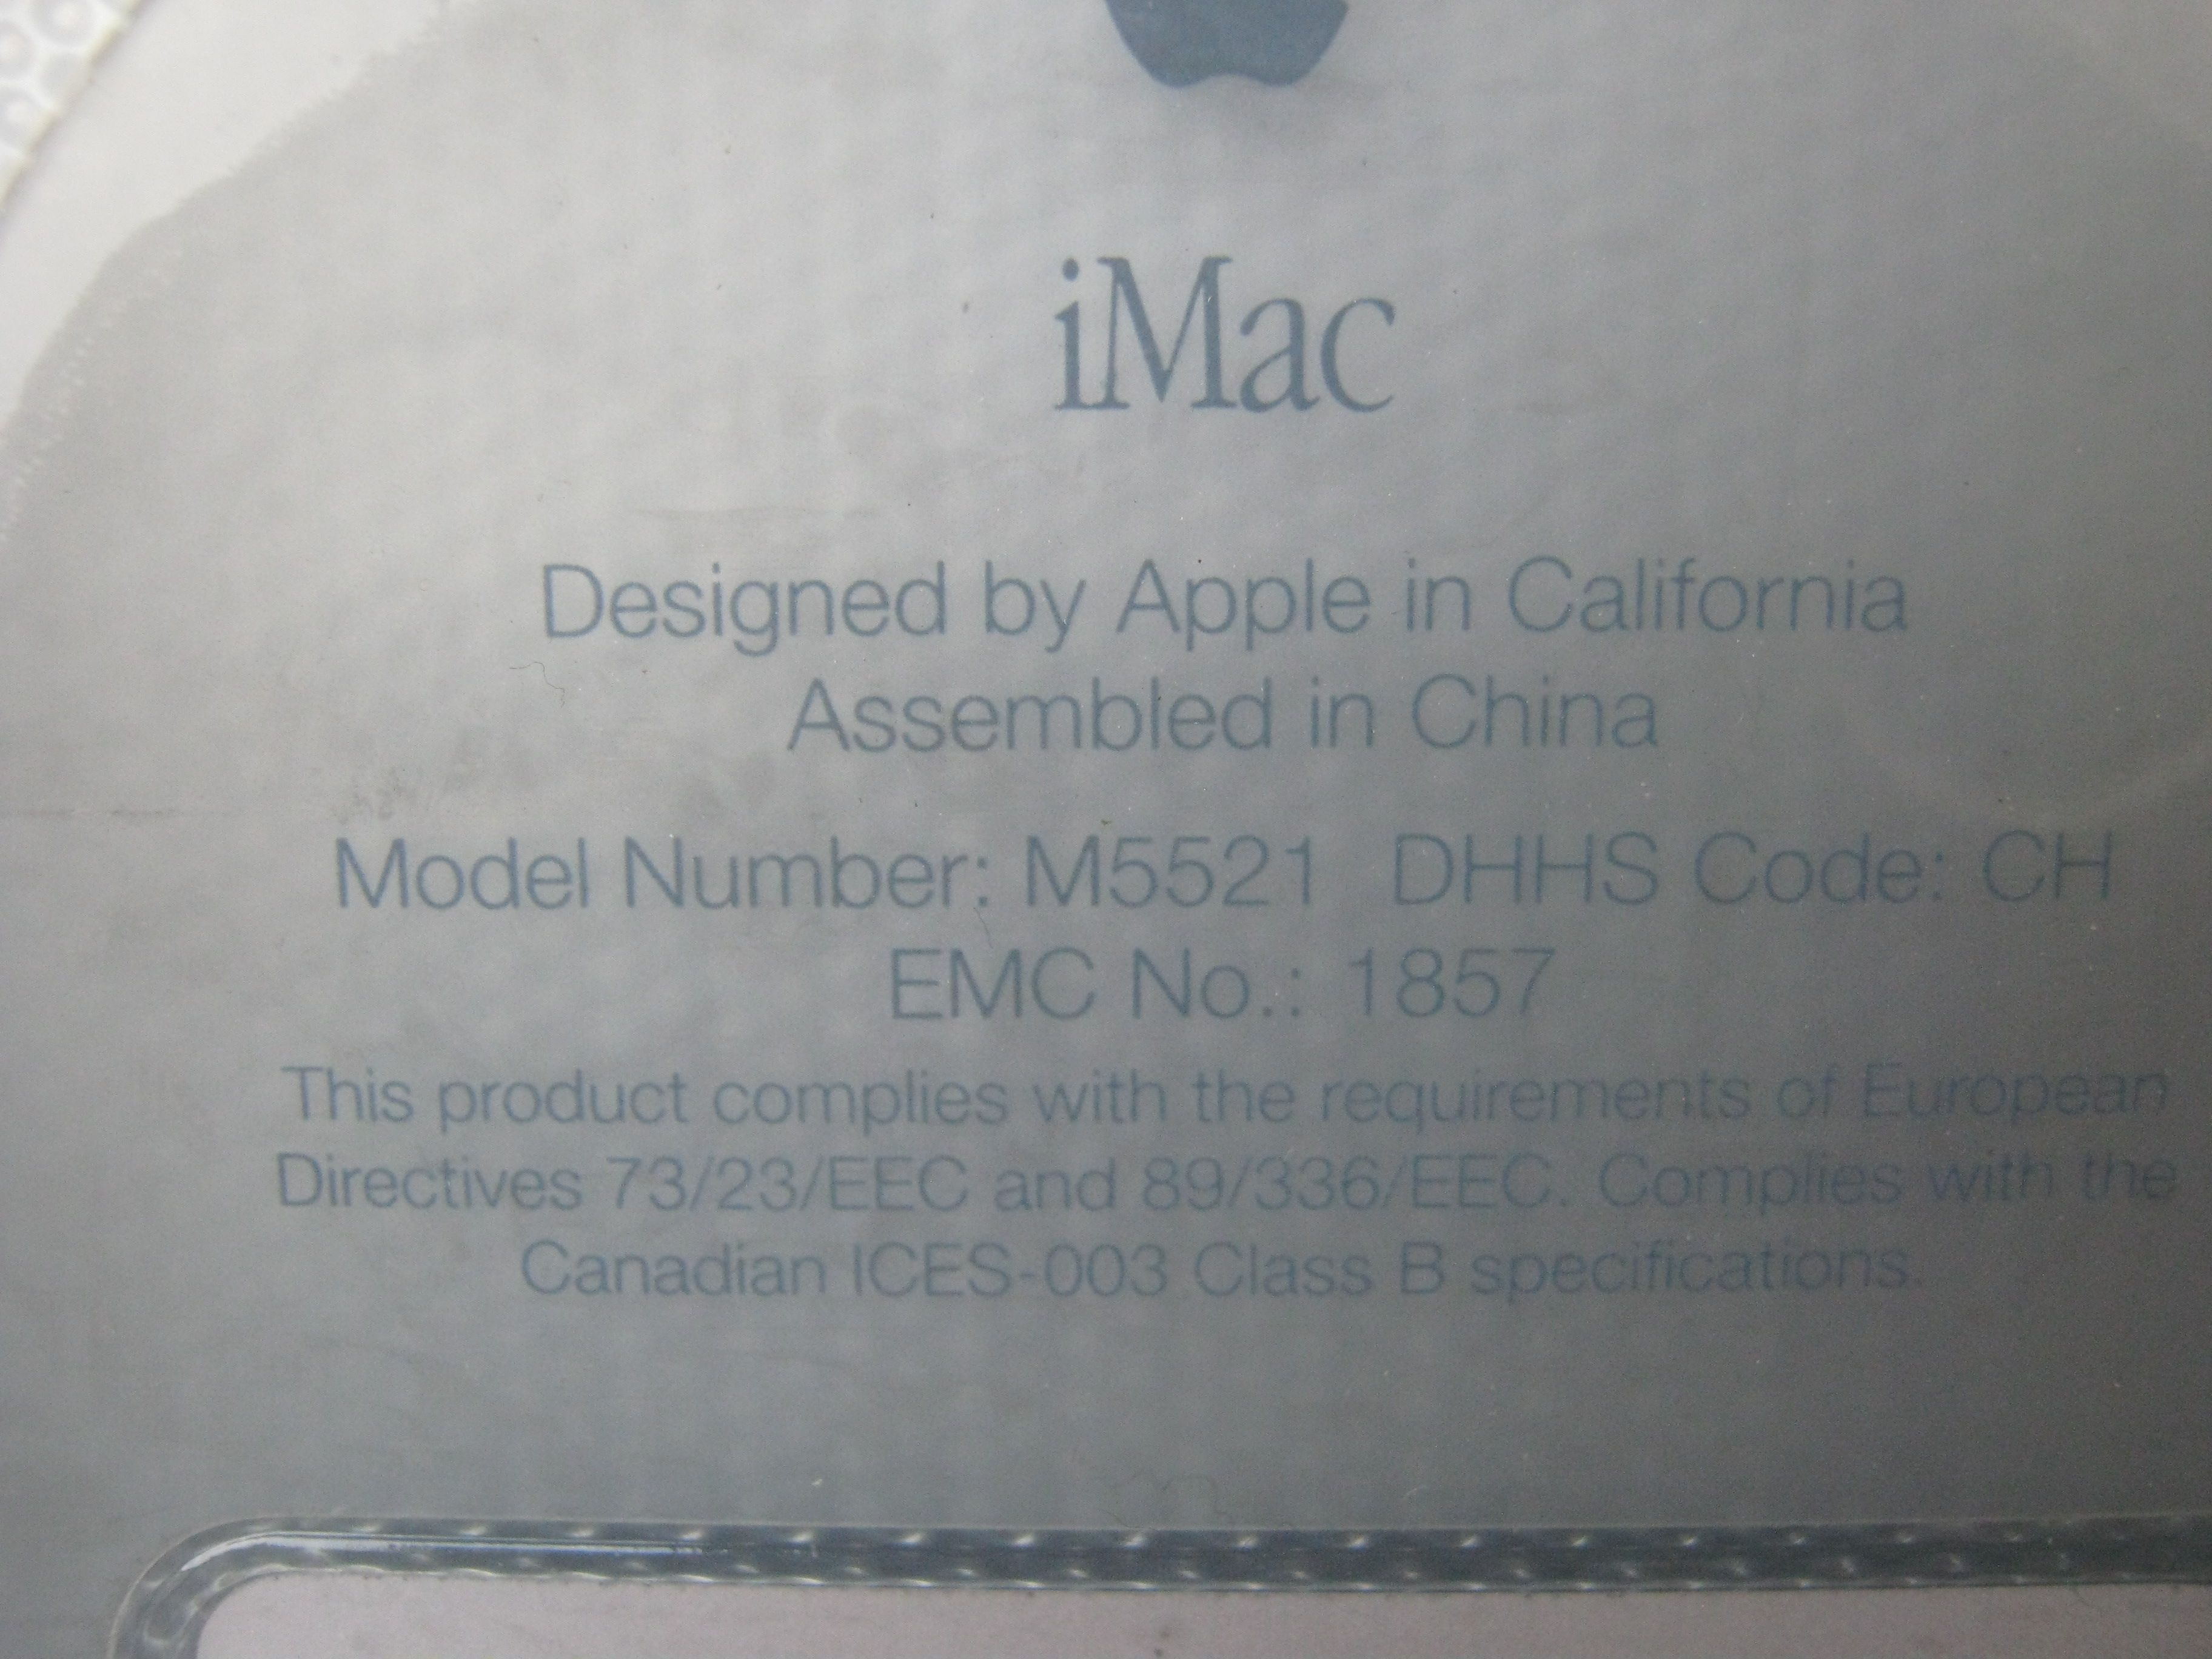 iMac
Designed by Apple in California
Assembled in China
Model Number: M5521 DHHS Code: CH
EMC No.: 1857
This product complies with the requirements of European
Directives 73/23/EEC and 89/336/EEC. Complies with the
Canadian ICES-003 Class B specifications.